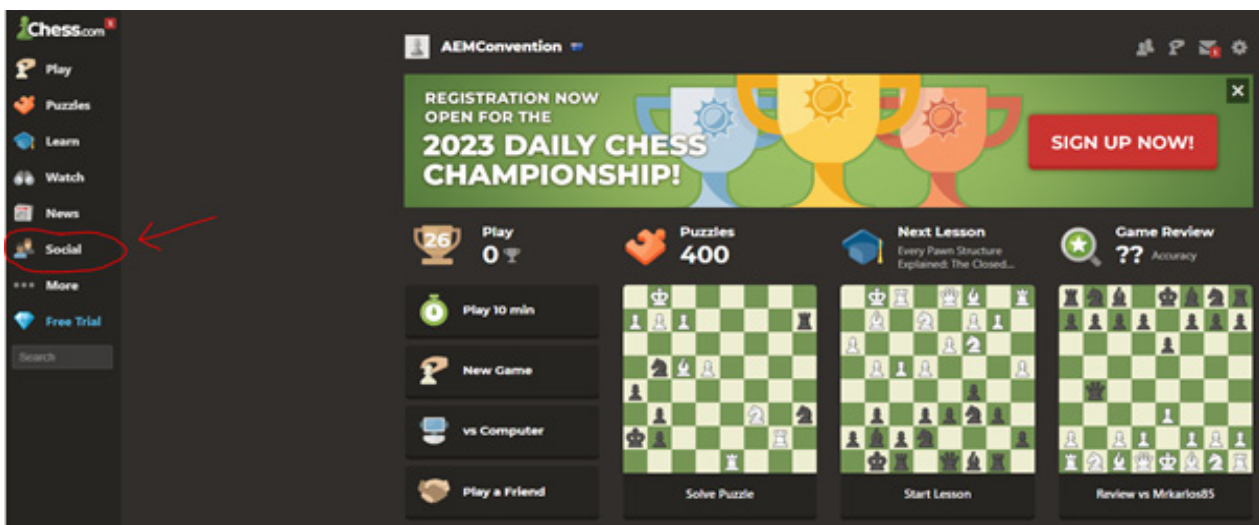 Chess.com
Play
Puzzles
Learn
Watch
News
Social
More
Free Trial
Search
AEMConvention
REGISTRATION NOW
OPEN FOR THE
2023 DAILY CHESS
CHAMPIONSHIP!
SIGN UP NOW!
26
Play
0
Puzzles
400
Next Lesson
Every Pawn Structure
Explained: The Closed...
Game Review
?? Accuracy
Play 10 min
New Game
vs Computer
Play a Friend
Solve Puzzle
Start Lesson
Review vs Mrkarlos85